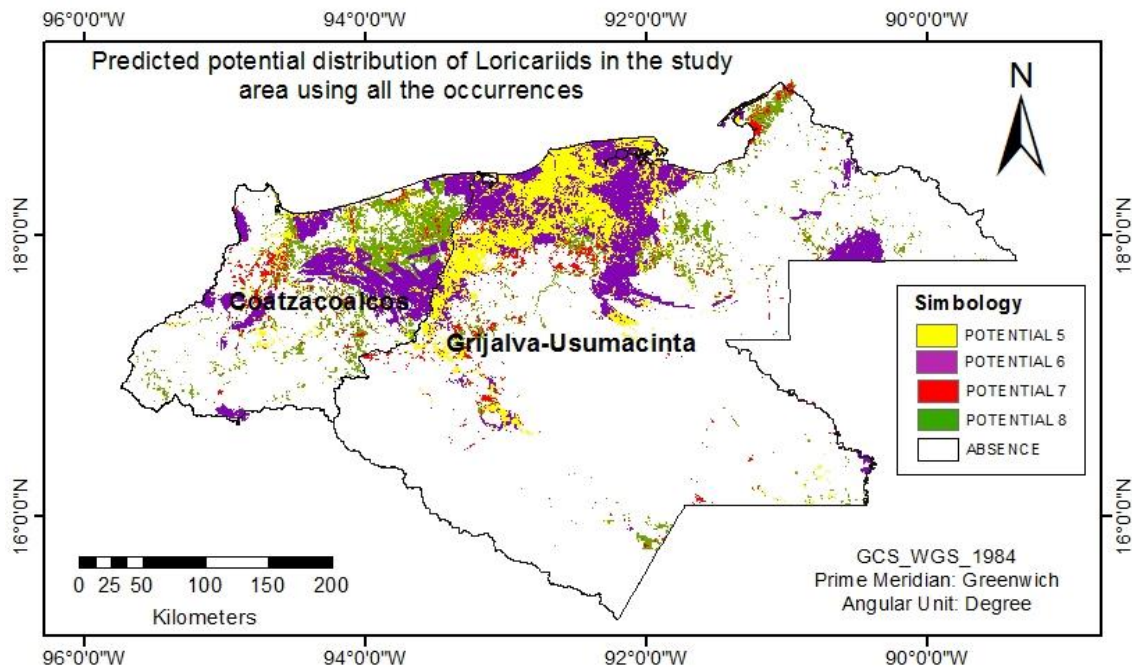 96°0'0"W 94°0'0"W 92°0'0"W 90°0'0"W
Predicted potential distribution of Loricariids in the study
area using all the occurrences
N
18°0'0"N 18°0'0"N
Coatzacoalcos
Grijalva-Usumacinta
Simbology
POTENTIAL 5
POTENTIAL 6
POTENTIAL 7
POTENTIAL 8
ABSENCE
16°0'0"N 16°0'0"N
0 25 50 100 150 200
Kilometers
GCS_WGS_1984
Prime Meridian: Greenwich
Angular Unit: Degree
96°0'0"W 94°0'0"W 92°0'0"W 90°0'0"W